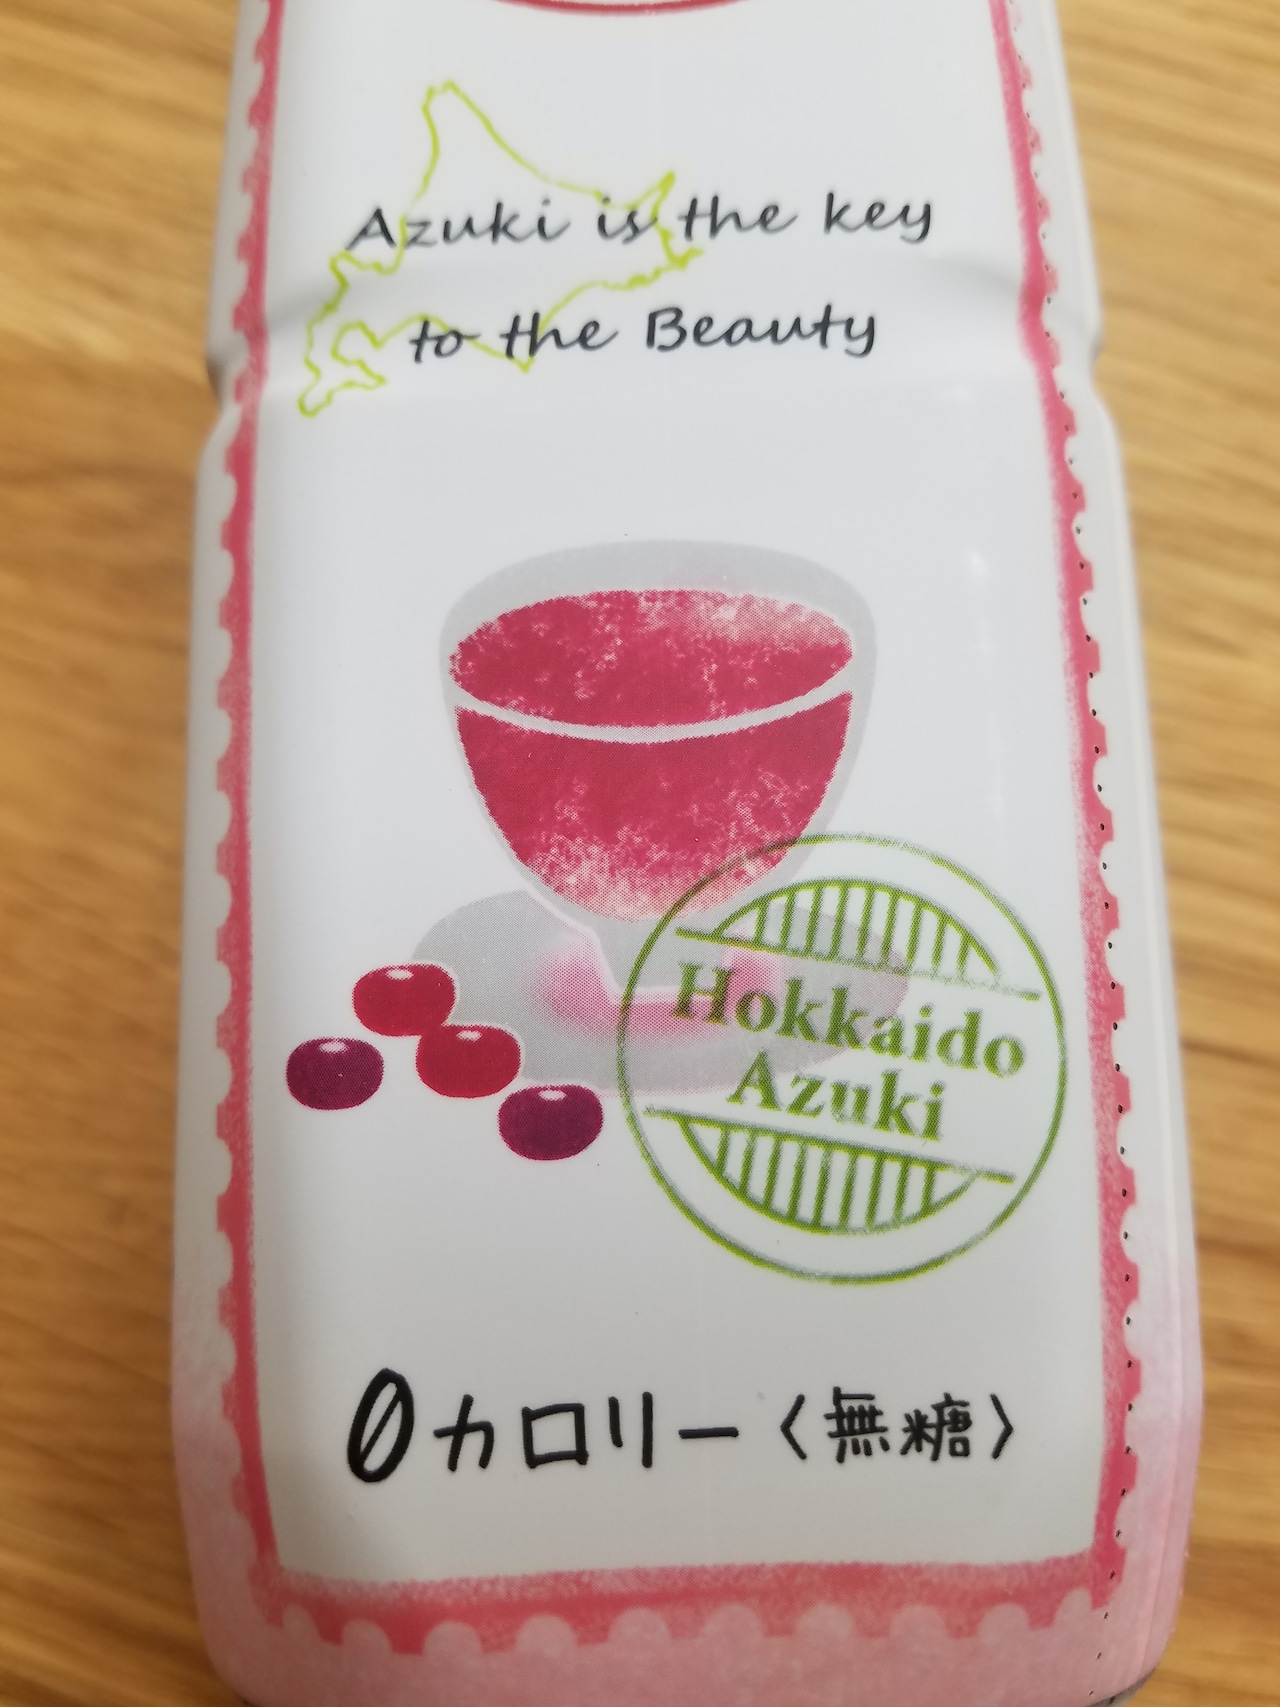 Azuki is the key
to the Beauty
Hokkaido
Azuki
0カロリー〈無糖〉